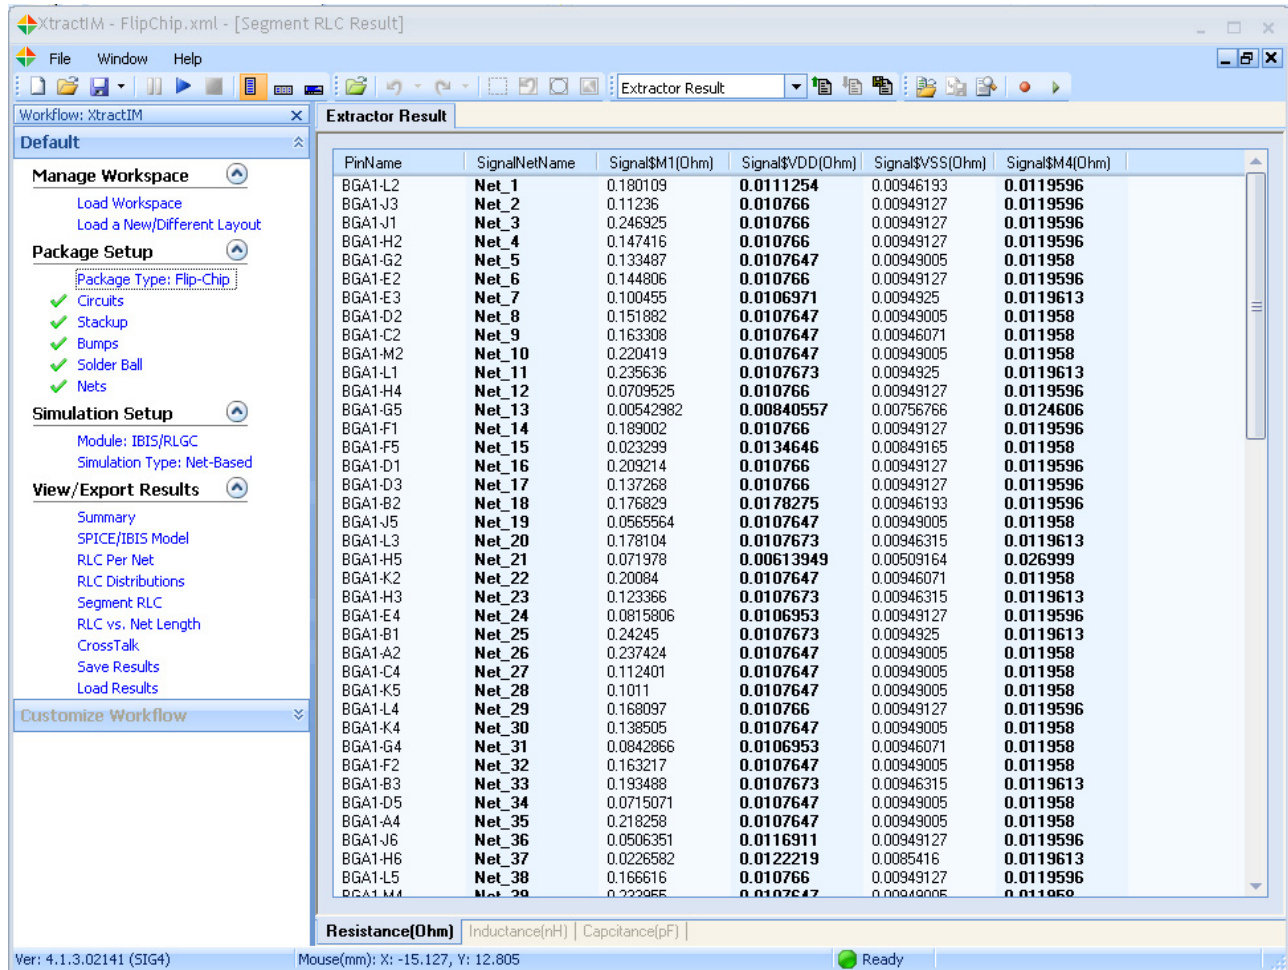 XtractIM - FlipChip.xml - [Segment RLC Result]
File Window Help
Extractor Result
Workflow: XtractIM
Default
Manage Workspace
Load Workspace
Load a New/Different Layout
Package Setup
Package Type: Flip-Chip
Circuits
Stackup
Bumps
Solder Ball
Nets
Simulation Setup
Module: IBIS/RLGC
Simulation Type: Net-Based
View/Export Results
Summary
SPICE/IBIS Model
RLC Per Net
RLC Distributions
Segment RLC
RLC vs. Net Length
CrossTalk
Save Results
Load Results
Customize Workflow
Extractor Result
PinName SignalNetName Signal$M1(Ohm) Signal$VDD(Ohm) Signal$VSS(Ohm) Signal$M4(Ohm)
BGA1-L2 Net_1 0.180109 0.0111254 0.00946193 0.0119596
BGA1-J3 Net_2 0.11236 0.010766 0.00949127 0.0119596
BGA1-J1 Net_3 0.246925 0.010766 0.00949127 0.0119596
BGA1-H2 Net_4 0.147416 0.010766 0.00949127 0.0119596
BGA1-G2 Net_5 0.133487 0.0107647 0.00949005 0.011958
BGA1-E2 Net_6 0.144806 0.010766 0.00949127 0.0119596
BGA1-E3 Net_7 0.100455 0.0106971 0.0094925 0.0119613
BGA1-D2 Net_8 0.151882 0.0107647 0.00949005 0.011958
BGA1-C2 Net_9 0.163308 0.0107647 0.00946071 0.011958
BGA1-M2 Net_10 0.220419 0.0107647 0.00949005 0.011958
BGA1-L1 Net_11 0.235636 0.0107673 0.0094925 0.0119613
BGA1-H4 Net_12 0.0709525 0.010766 0.00949127 0.0119596
BGA1-G5 Net_13 0.00542982 0.00840557 0.00756766 0.0124606
BGA1-F1 Net_14 0.189002 0.010766 0.00949127 0.0119596
BGA1-F5 Net_15 0.023299 0.0134646 0.00849165 0.011958
BGA1-D1 Net_16 0.209214 0.010766 0.00949127 0.0119596
BGA1-D3 Net_17 0.137268 0.010766 0.00949127 0.0119596
BGA1-B2 Net_18 0.176829 0.0178275 0.00946193 0.0119596
BGA1-J5 Net_19 0.0565564 0.0107647 0.00949005 0.011958
BGA1-L3 Net_20 0.178104 0.0107673 0.00946315 0.0119613
BGA1-H5 Net_21 0.071978 0.00613949 0.00509164 0.026999
BGA1-K2 Net_22 0.20084 0.0107647 0.00946071 0.011958
BGA1-H3 Net_23 0.123366 0.0107673 0.00946315 0.0119613
BGA1-E4 Net_24 0.0815806 0.0106953 0.00949127 0.0119596
BGA1-B1 Net_25 0.24245 0.0107673 0.0094925 0.0119613
BGA1-A2 Net_26 0.237424 0.0107647 0.00949005 0.011958
BGA1-C4 Net_27 0.112401 0.0107647 0.00949005 0.011958
BGA1-K5 Net_28 0.1011 0.0107647 0.00949005 0.011958
BGA1-L4 Net_29 0.168097 0.010766 0.00949127 0.0119596
BGA1-K4 Net_30 0.138505 0.0107647 0.00949005 0.011958
BGA1-G4 Net_31 0.0842866 0.0106953 0.00946071 0.011958
BGA1-F2 Net_32 0.163217 0.0107647 0.00949005 0.011958
BGA1-B3 Net_33 0.193488 0.0107673 0.00946315 0.0119613
BGA1-D5 Net_34 0.0715071 0.0107647 0.00949005 0.011958
BGA1-A4 Net_35 0.218258 0.0107647 0.00949005 0.011958
BGA1-J6 Net_36 0.0506351 0.0116911 0.00949127 0.0119596
BGA1-H6 Net_37 0.0226582 0.0122219 0.0085416 0.0119613
BGA1-L5 Net_38 0.166616 0.010766 0.00949127 0.0119596
BGA1-M4 Net_39 0.0107647 0.00949005 0.011958
Resistance(Ohm) Inductance(nH) Capcitance(pF)
Ver: 4.1.3.02141 (SIG4) Mouse(mm): X: -15.127, Y: 12.805 Ready